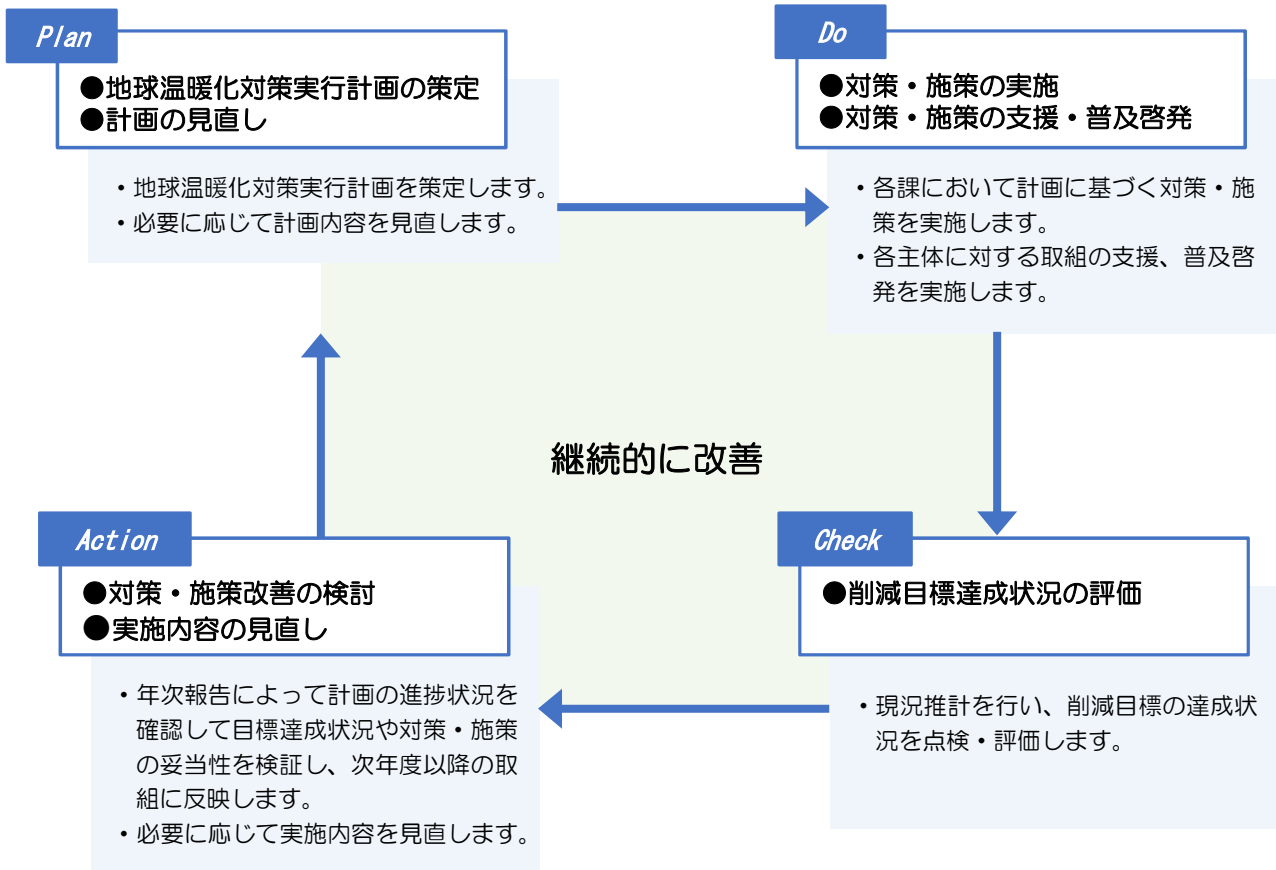 Plan
●地球温暖化対策実行計画の策定
●計画の見直し
・地球温暖化対策実行計画を策定します。
・必要に応じて計画内容を見直します。
Do
●対策・施策の実施
●対策・施策の支援・普及啓発
・各課において計画に基づく対策・施
策を実施します。
・各主体に対する取組の支援、普及啓
発を実施します。
継続的に改善
Action
●対策・施策改善の検討
●実施内容の見直し
・年次報告によって計画の進捗状況を
確認して目標達成状況や対策・施策
の妥当性を検証し、次年度以降の取
組に反映します。
・必要に応じて実施内容を見直します。
Check
●削減目標達成状況の評価
・現況推計を行い、削減目標の達成状
況を点検・評価します。